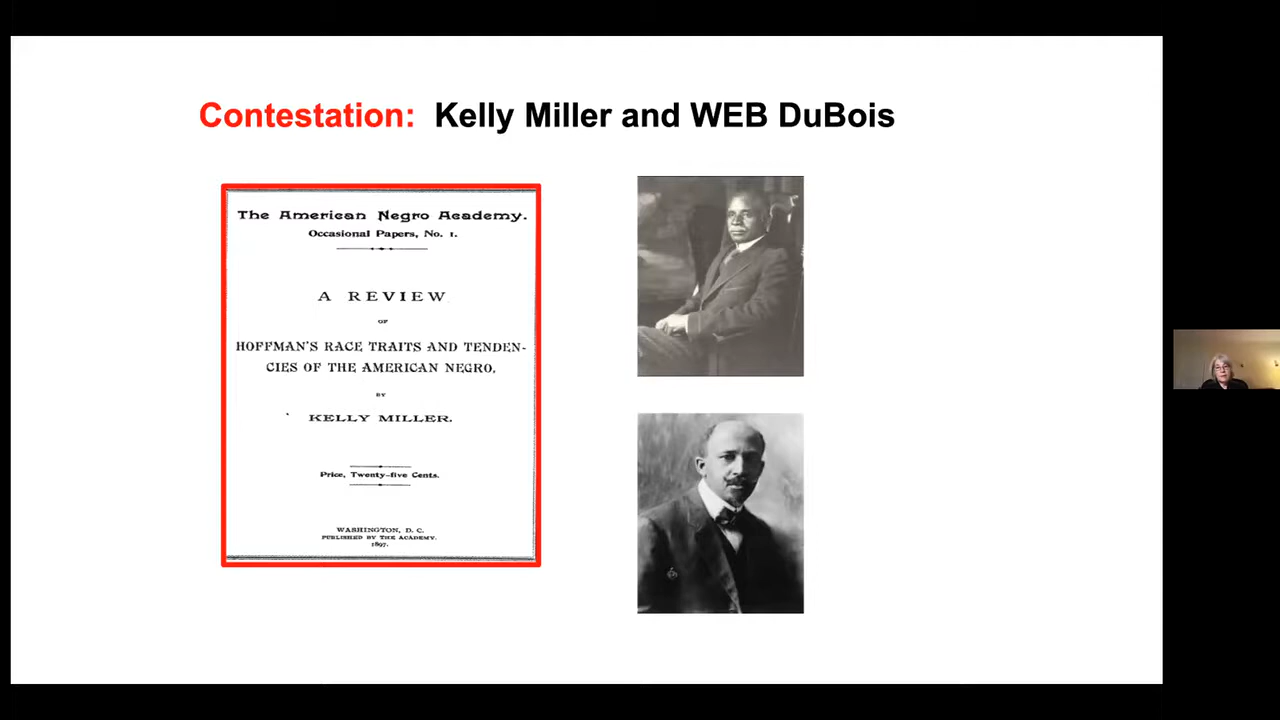 Contestation: Kelly Miller and WEB DuBois
The American Negro Academy.
Occasional Papers, No. 1.
A REVIEW
OF
HOFFMAN'S RACE TRAITS AND TENDEN-
CIES OF THE AMERICAN NEGRO,
BY
KELLY MILLER.
Price, Twenty-five Cents.
WASHINGTON, D. C.
PUBLISHED BY THE ACADEMY.
1897.